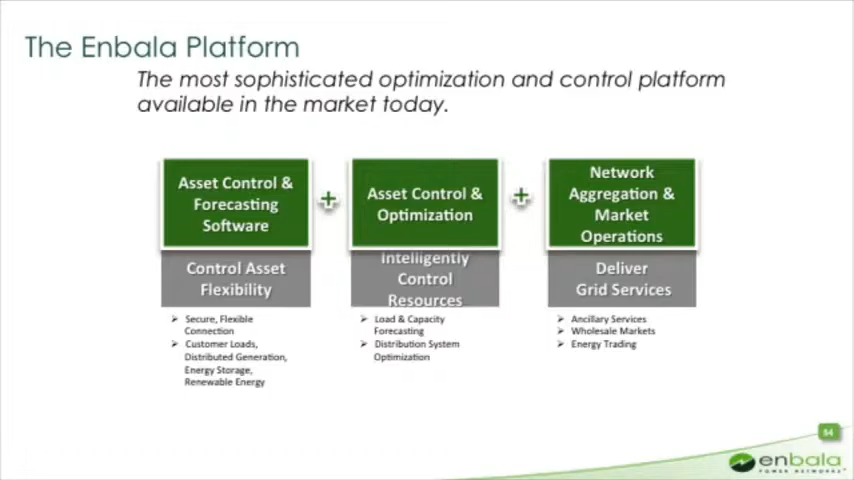 The Enbala Platform
The most sophisticated optimization and control platform
available in the market today.
Asset Control &
Forecasting
Software
+
Asset Control &
Optimization
+
Network
Aggregation &
Market
Operations
Control Asset
Flexibility
Intelligently
Control
Resources
Deliver
Grid Services
Secure, Flexible
Connection
Customer Loads,
Distributed Generation,
Energy Storage,
Renewable Energy
Load & Capacity
Forecasting
Distribution System
Optimization
Ancillary Services
Wholesale Markets
Energy Trading
54
enbala
POWER NETWORKS